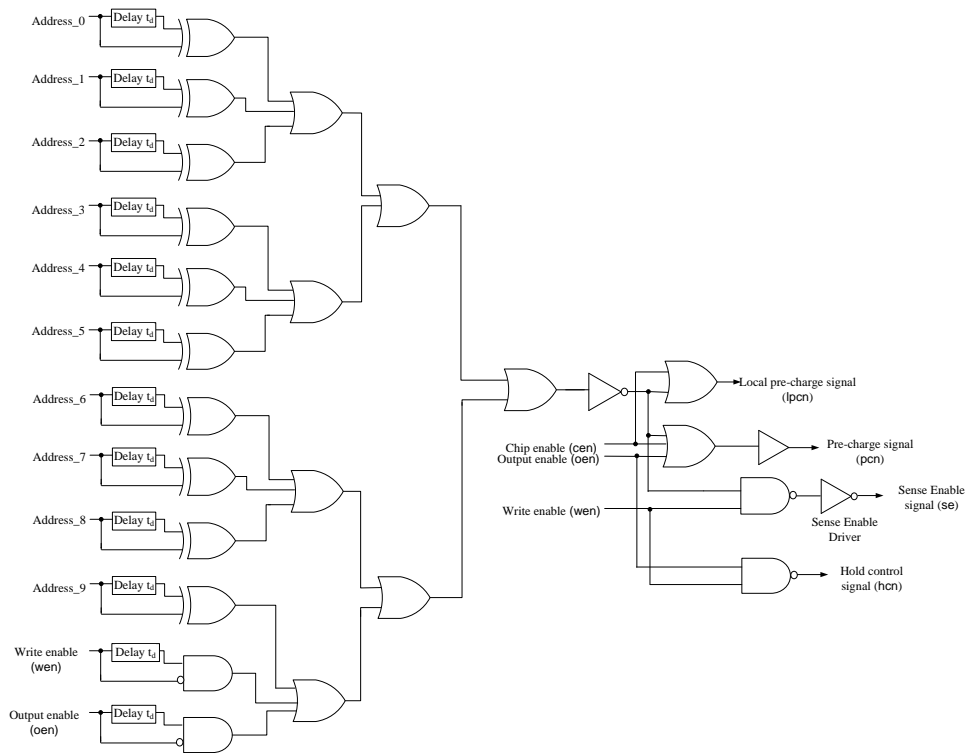 Address_0
Delay td
Address_1
Delay td
Address_2
Delay td
Address_3
Delay td
Address_4
Delay td
Address_5
Delay td
Address_6
Delay td
Address_7
Delay td
Address_8
Delay td
Address_9
Delay td
Write enable
(wen)
Delay td
Output enable
(oen)
Delay td
Chip enable (cen)
Output enable (oen)
Write enable (wen)
Local pre-charge signal
(lpcn)
Pre-charge signal
(pcn)
Sense Enable
signal (se)
Sense Enable
Driver
Hold control
signal (hcn)